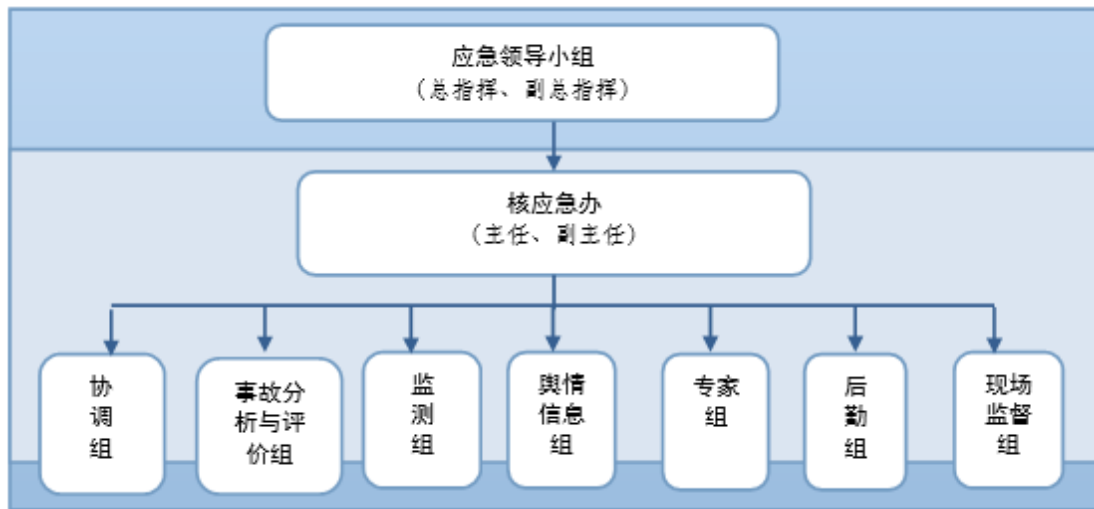 应急领导小组
（总指挥、副总指挥）
核应急办
（主任、副主任）
协
调
组
事故分
析与评
价组
监
测
组
舆情
信息
组
专家
组
后
勤
组
现场
监督
组